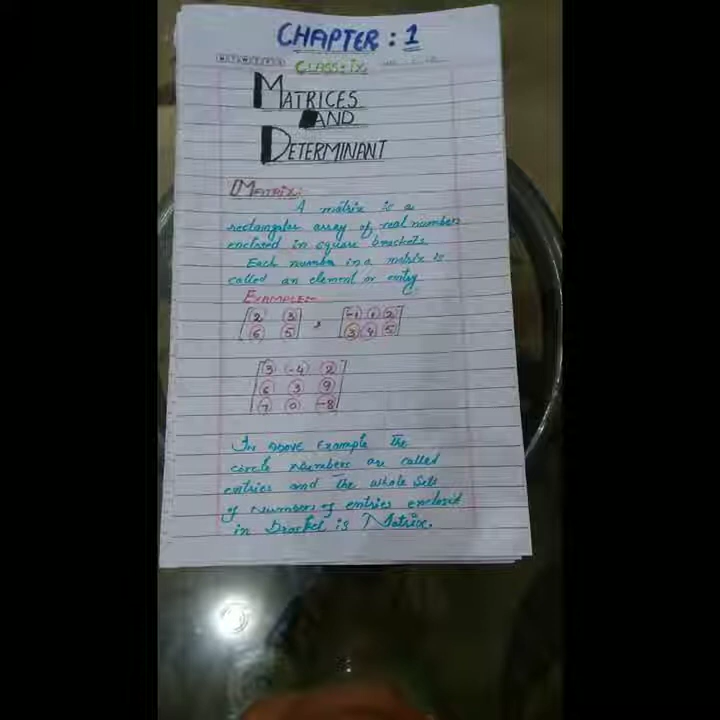 CHAPTER : 1
CLASS: IX
MATRICES
AND
DETERMINANT
MATRIX:
A matrix is a
rectangular array of real numbers
enclosed in square brackets.
Each number in a matrix is
called an element or entry
EXAMPLE:
[2 3 , [-1 1 2
6 5] 3 4 5]
[3 -4 2
6 3 9
7 0 -8]
In above Example the
circle Numbers are called
entries and the whole sets
of Numbers of entries enclosed
in bracket is Matrix.